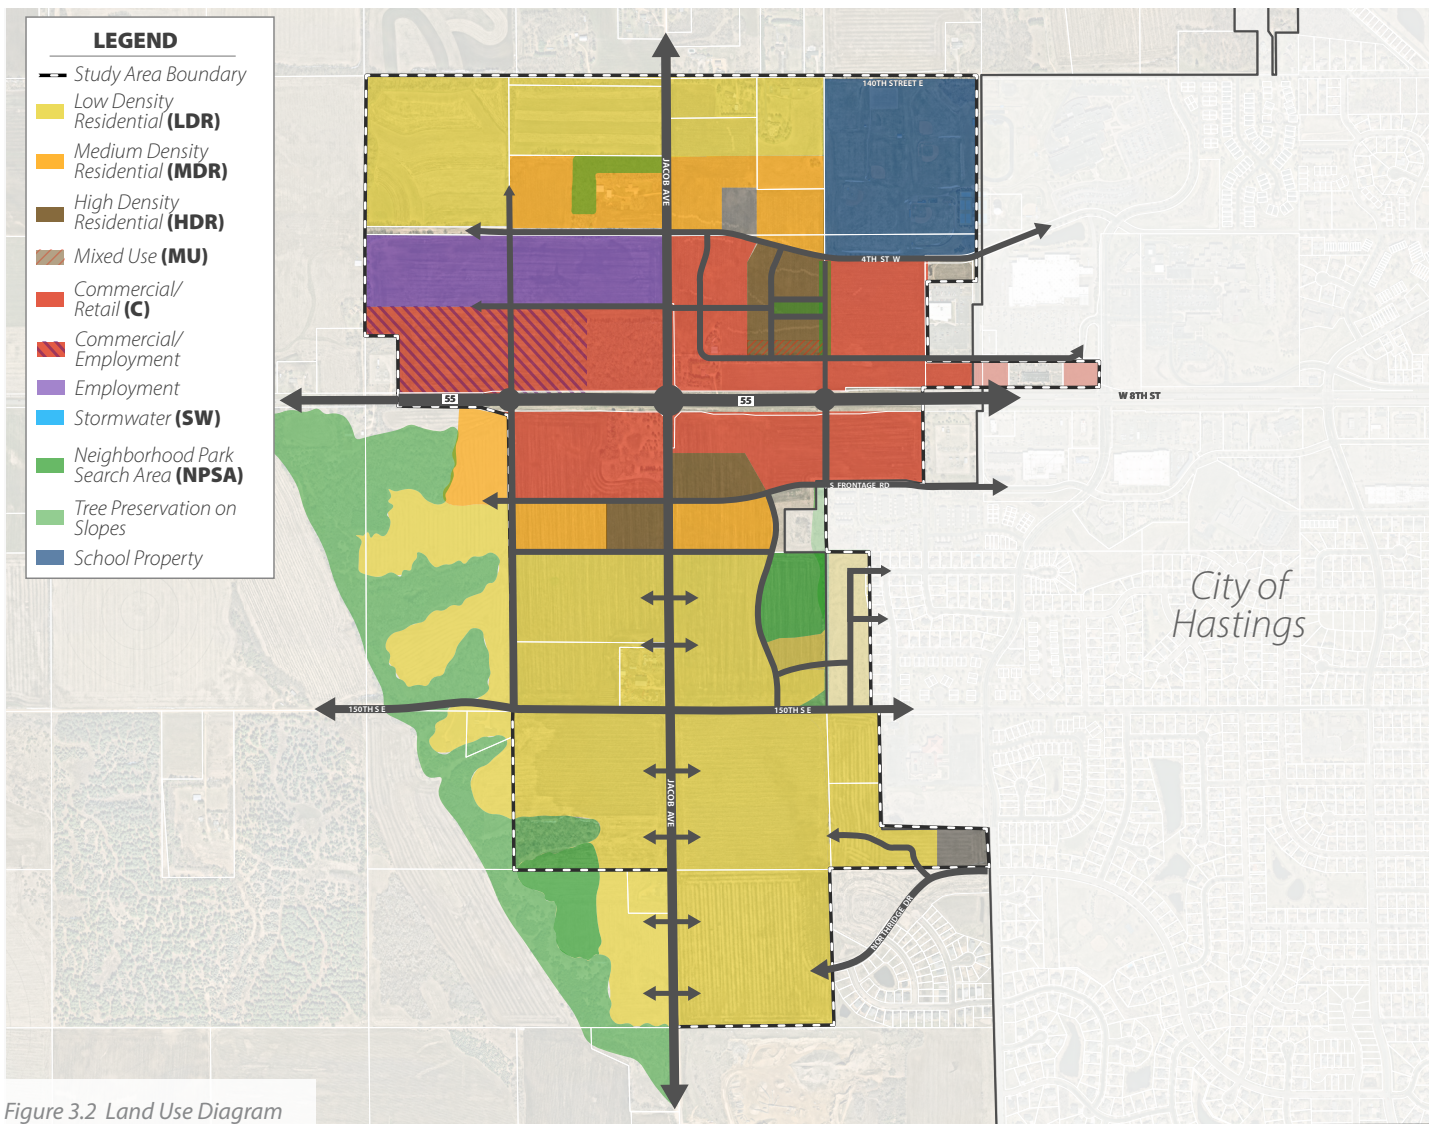 LEGEND
Study Area Boundary
Low Density
Residential (LDR)
Medium Density
Residential (MDR)
High Density
Residential (HDR)
Mixed Use (MU)
Commercial/
Retail (C)
Commercial/
Employment
Employment
Stormwater (SW)
Neighborhood Park
Search Area (NPSA)
Tree Preservation on
Slopes
School Property
140TH STREET E
JACOB AVE
4TH ST W
55
55
W 8TH ST
S FRONTAGE RD
City of
Hastings
150TH S E
150TH S E
JACOB AVE
NORTHRIDGE DR
Figure 3.2 Land Use Diagram